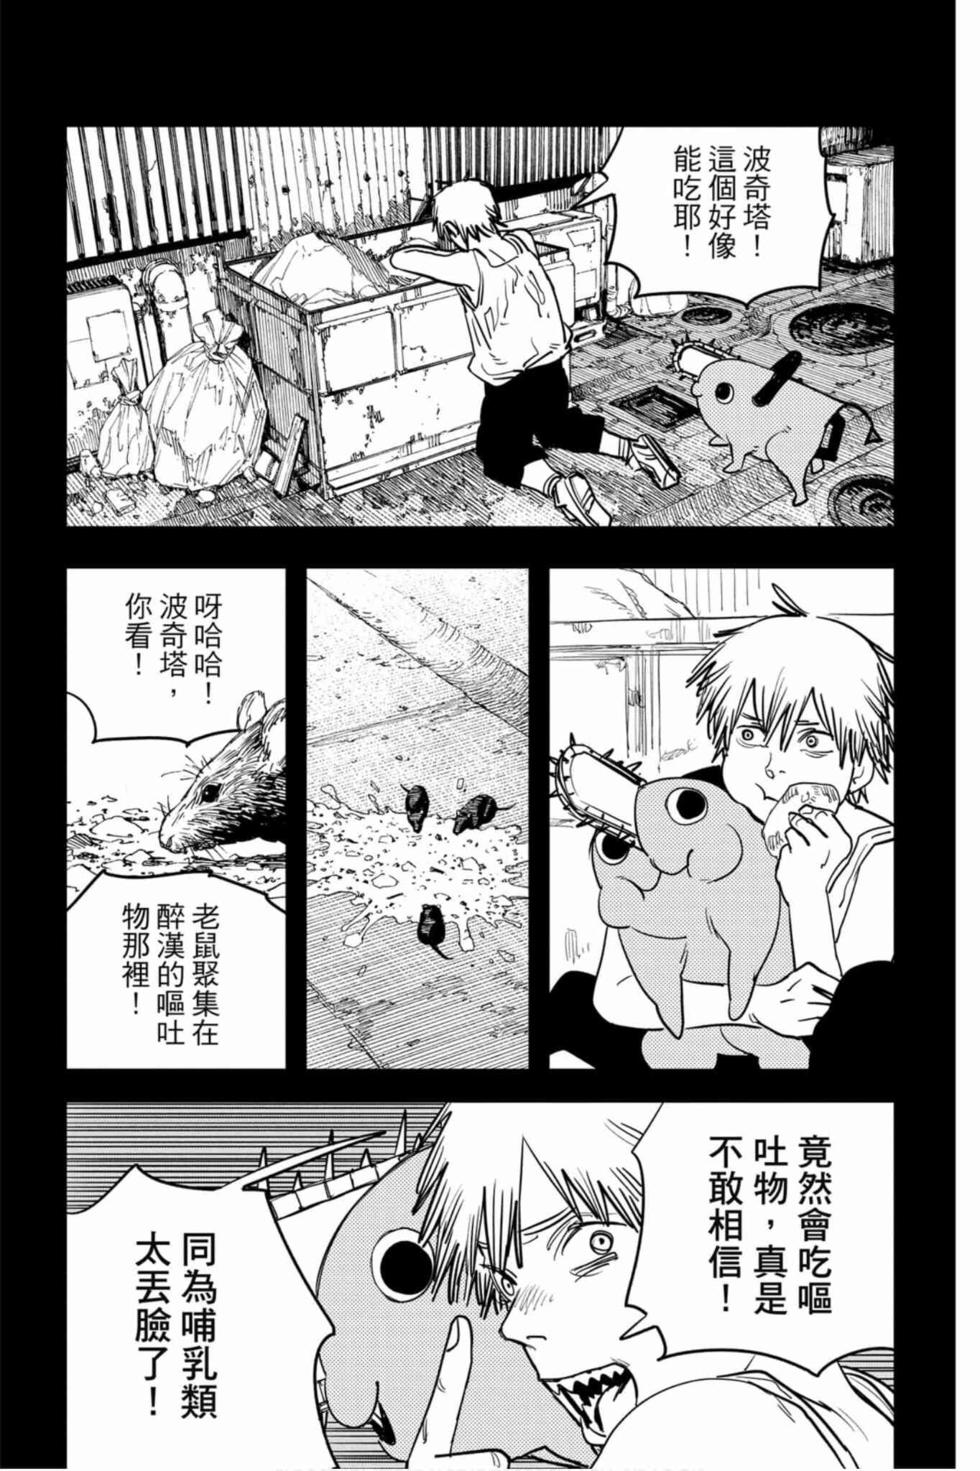 波奇塔！
這個好像
能吃耶！
呀哈哈！
波奇塔，
你看！
老鼠聚集在
醉漢的嘔吐
物那裡！
竟然會吃嘔
吐物，真是
不敢相信！
同為哺乳類
太丟臉了！